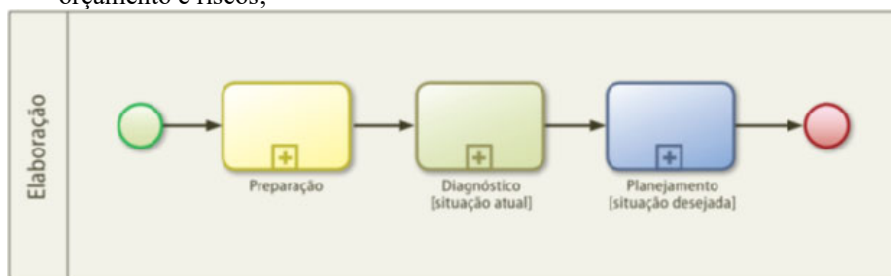 orçamento e riscos;
Elaboração
Preparação
Diagnóstico
[situação atual]
Planejamento
[situação desejada]